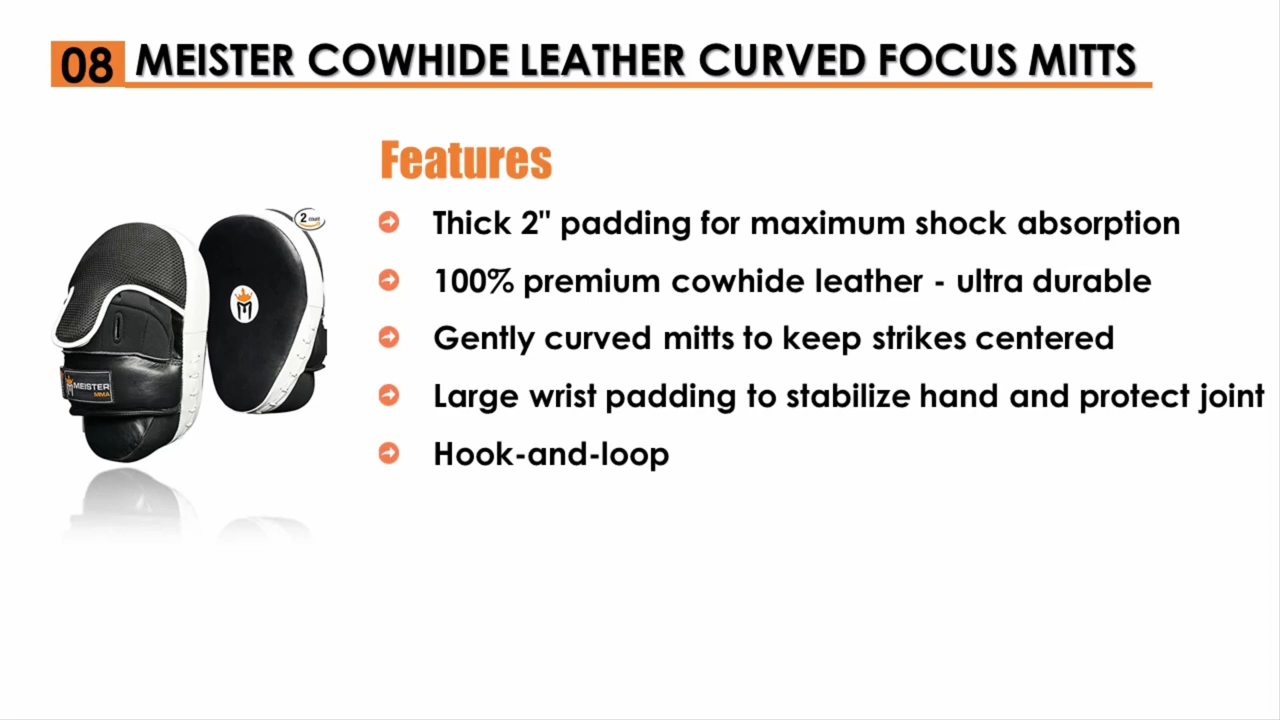 08 MEISTER COWHIDE LEATHER CURVED FOCUS MITTS
Features
Thick 2" padding for maximum shock absorption
100% premium cowhide leather - ultra durable
Gently curved mitts to keep strikes centered
Large wrist padding to stabilize hand and protect joint
Hook-and-loop
2 count
M
MEISTER
MMA